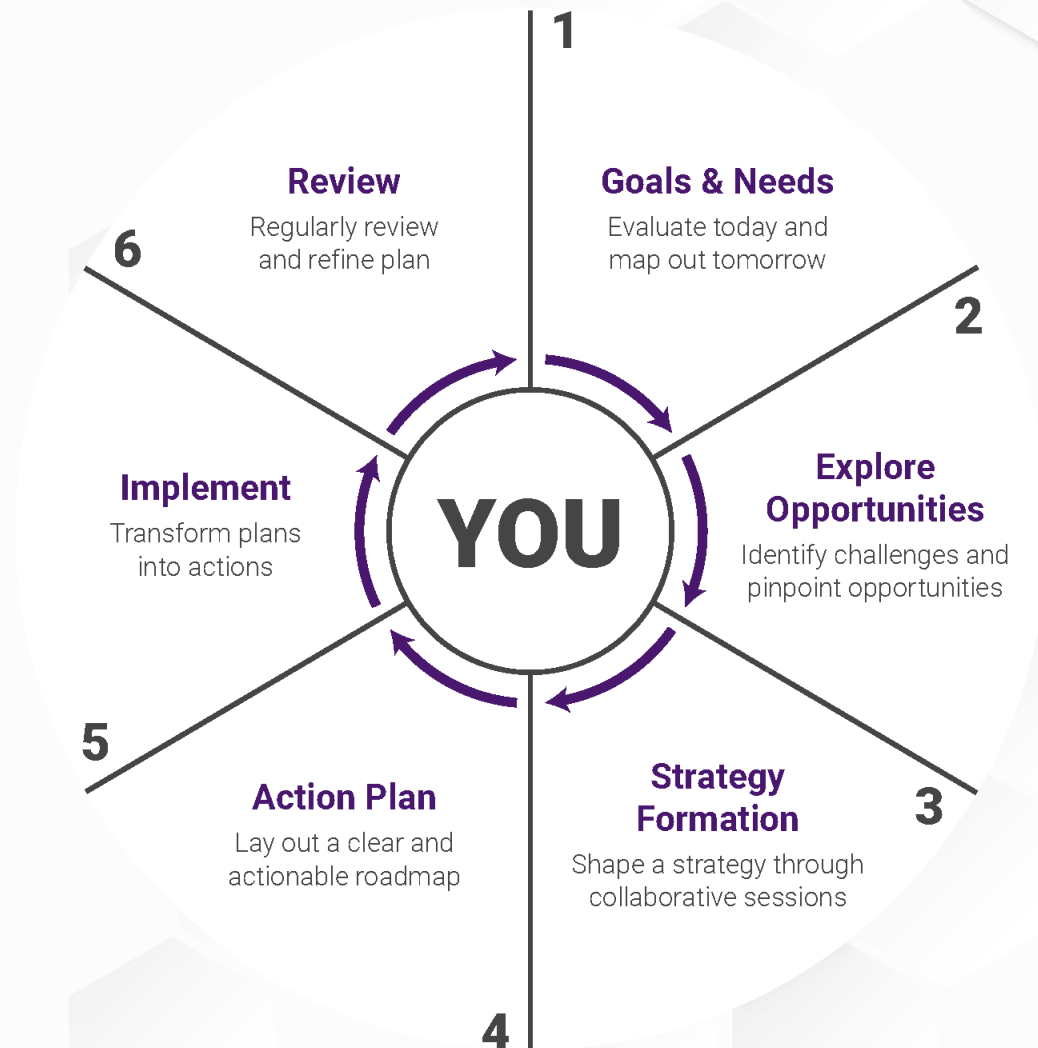 1
Goals & Needs
Evaluate today and
map out tomorrow
2
Explore
Opportunities
Identify challenges and
pinpoint opportunities
3
Strategy
Formation
Shape a strategy through
collaborative sessions
4
Action Plan
Lay out a clear and
actionable roadmap
5
Implement
Transform plans
into actions
6
Review
Regularly review
and refine plan
YOU